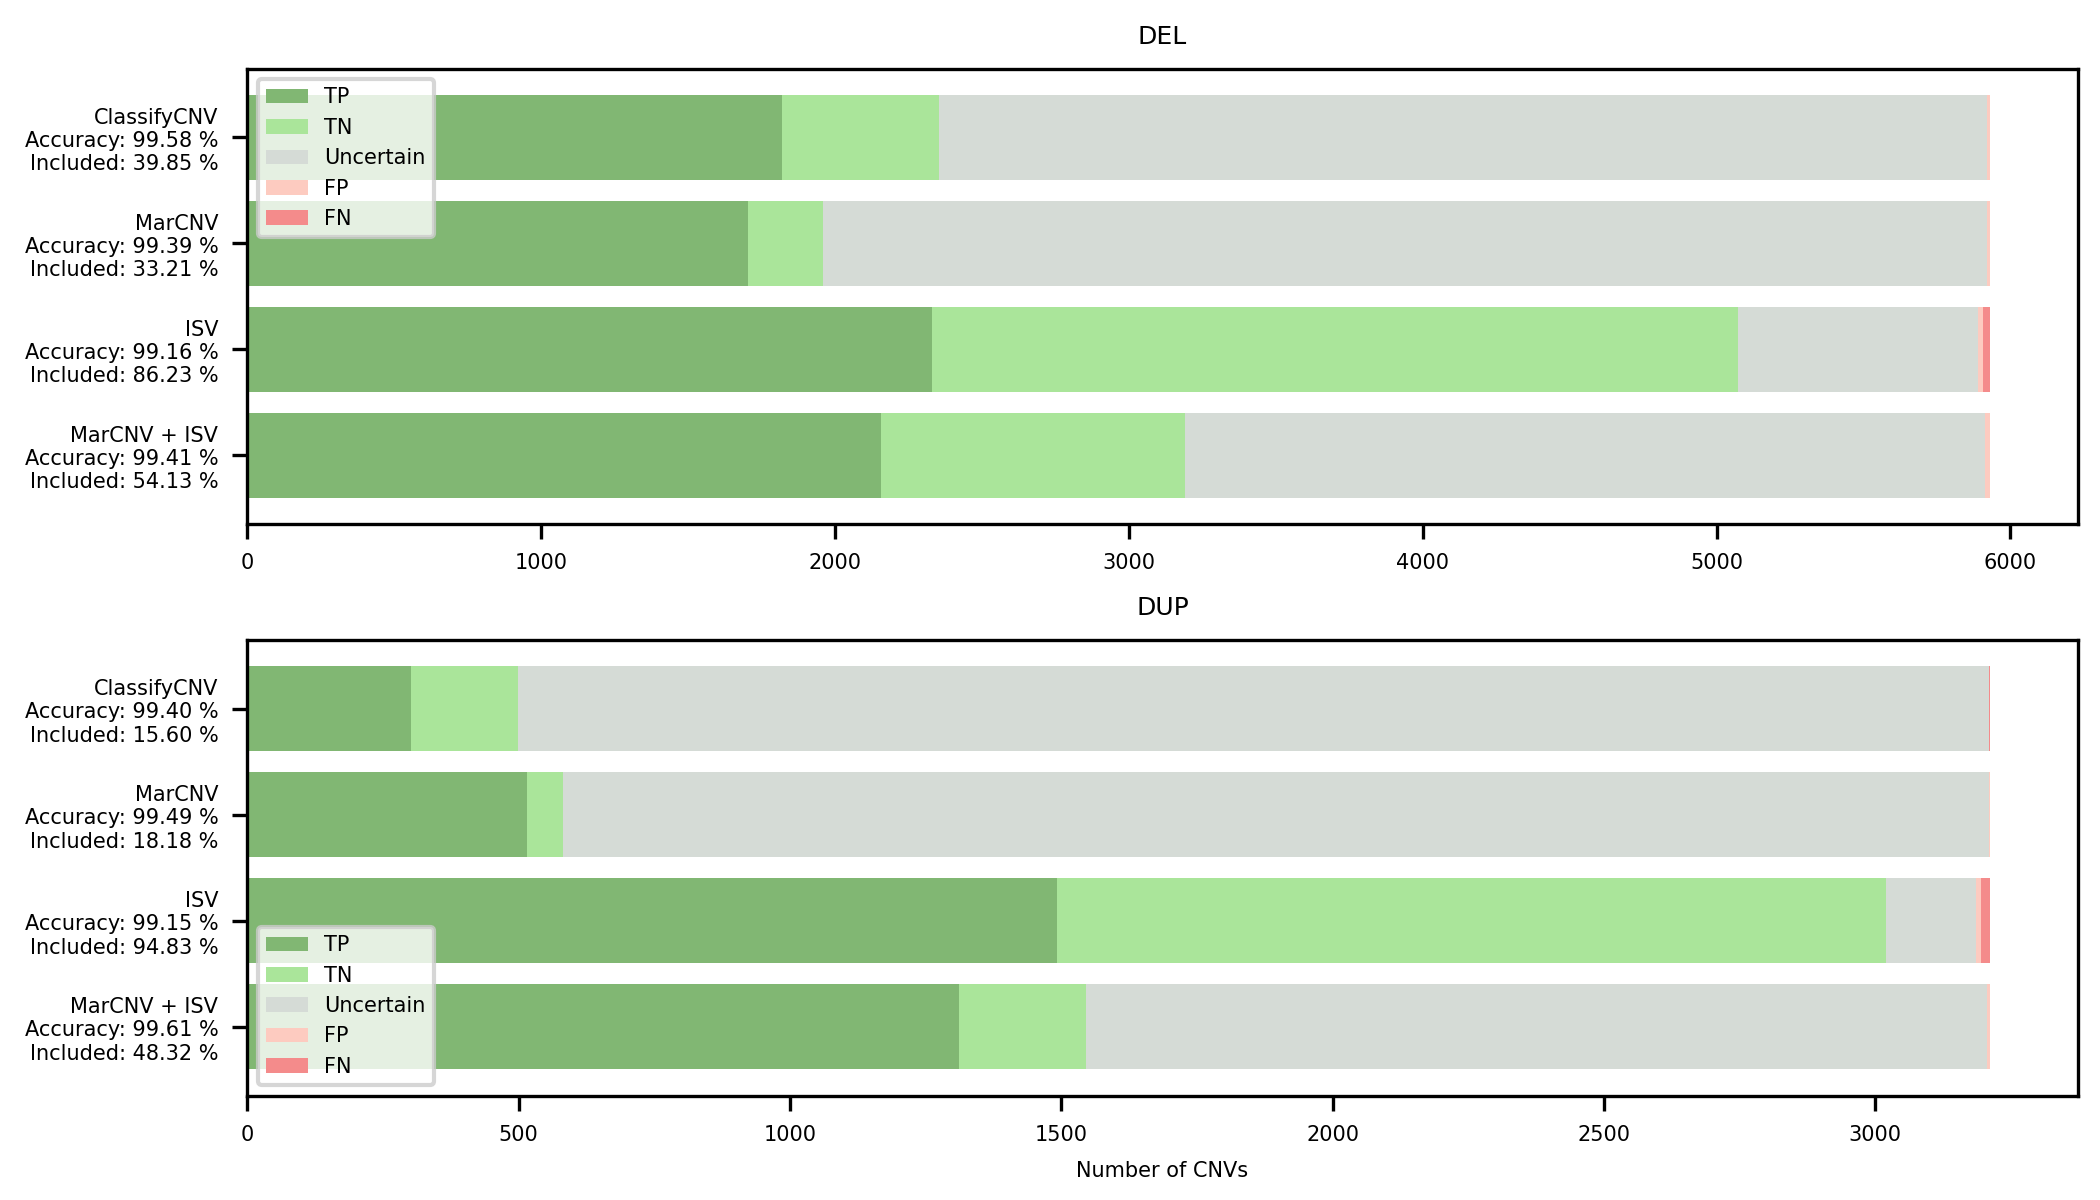 DEL
ClassifyCNV
Accuracy: 99.58 %
Included: 39.85 %
MarCNV
Accuracy: 99.39 %
Included: 33.21 %
ISV
Accuracy: 99.16 %
Included: 86.23 %
MarCNV + ISV
Accuracy: 99.41 %
Included: 54.13 %
TP
TN
Uncertain
FP
FN
0 1000 2000 3000 4000 5000 6000
DUP
ClassifyCNV
Accuracy: 99.40 %
Included: 15.60 %
MarCNV
Accuracy: 99.49 %
Included: 18.18 %
ISV
Accuracy: 99.15 %
Included: 94.83 %
MarCNV + ISV
Accuracy: 99.61 %
Included: 48.32 %
TP
TN
Uncertain
FP
FN
0 500 1000 1500 2000 2500 3000
Number of CNVs